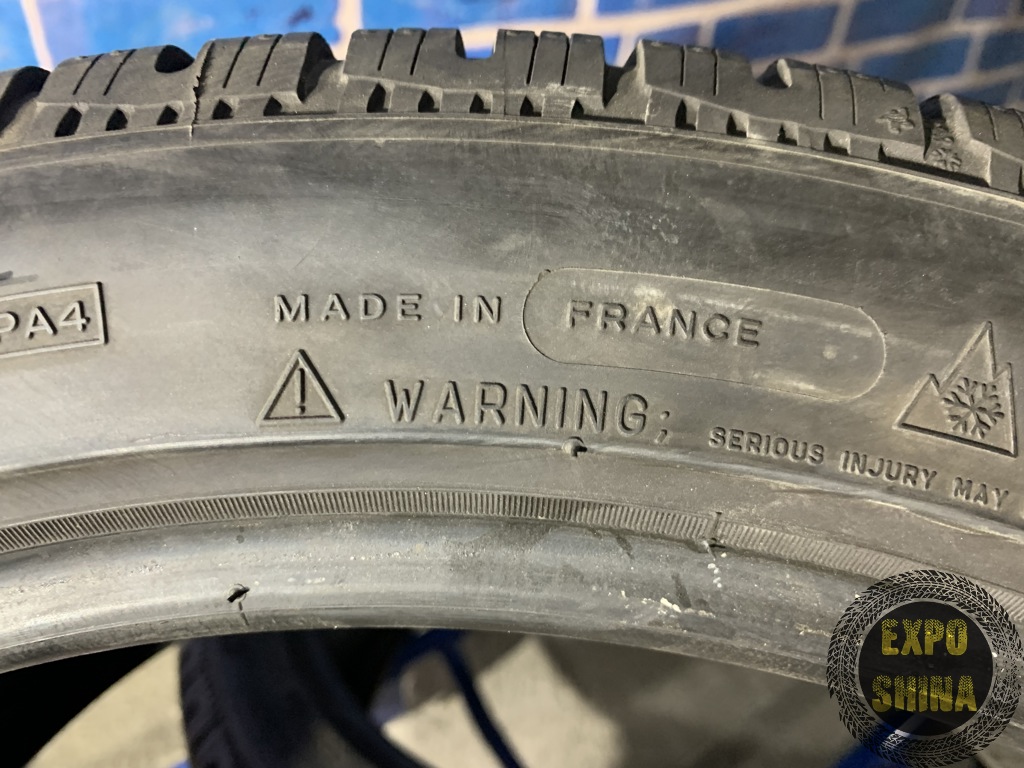 PA4
MADE IN FRANCE
WARNING; SERIOUS INJURY MAY
EXPO
SHINA